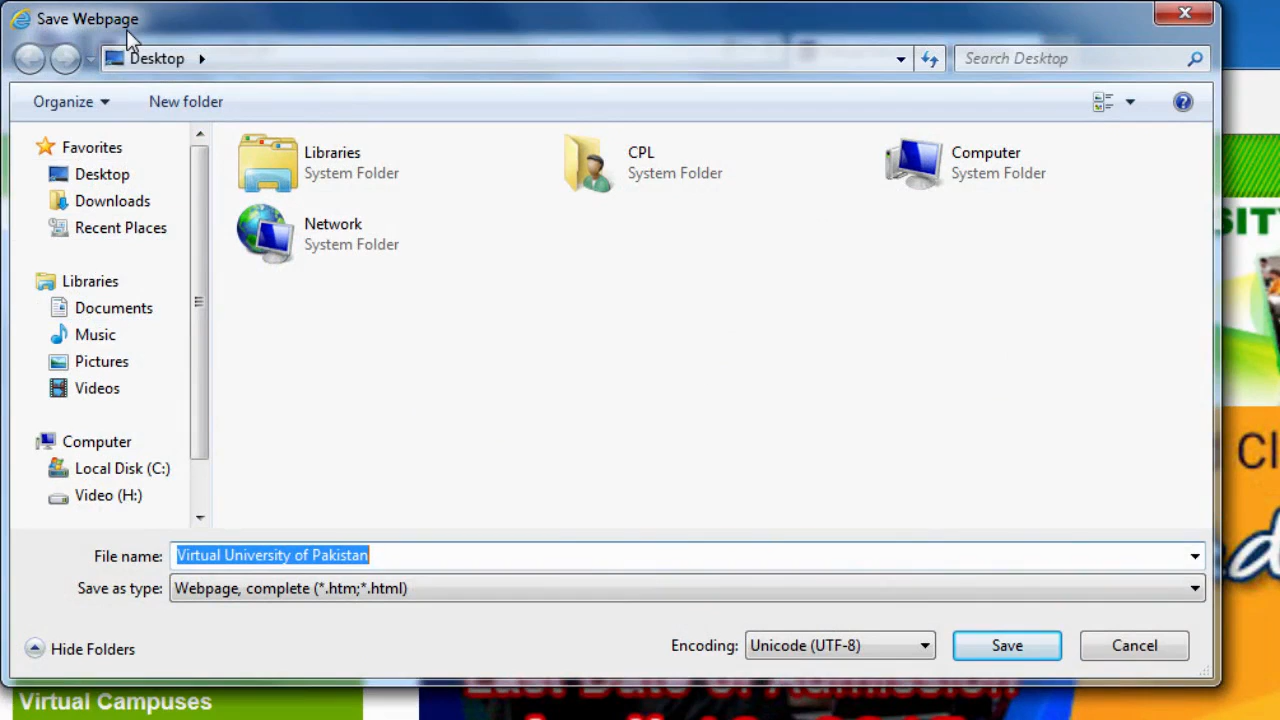 Save Webpage
Desktop
Search Desktop
Organize
New folder
Favorites
Desktop
Downloads
Recent Places
Libraries
Documents
Music
Pictures
Videos
Computer
Local Disk (C:)
Video (H:)
Libraries
System Folder
CPL
System Folder
Computer
System Folder
Network
System Folder
File name: Virtual University of Pakistan
Save as type: Webpage, complete (*.htm;*.html)
Hide Folders
Encoding: Unicode (UTF-8)
Save
Cancel
Virtual Campuses